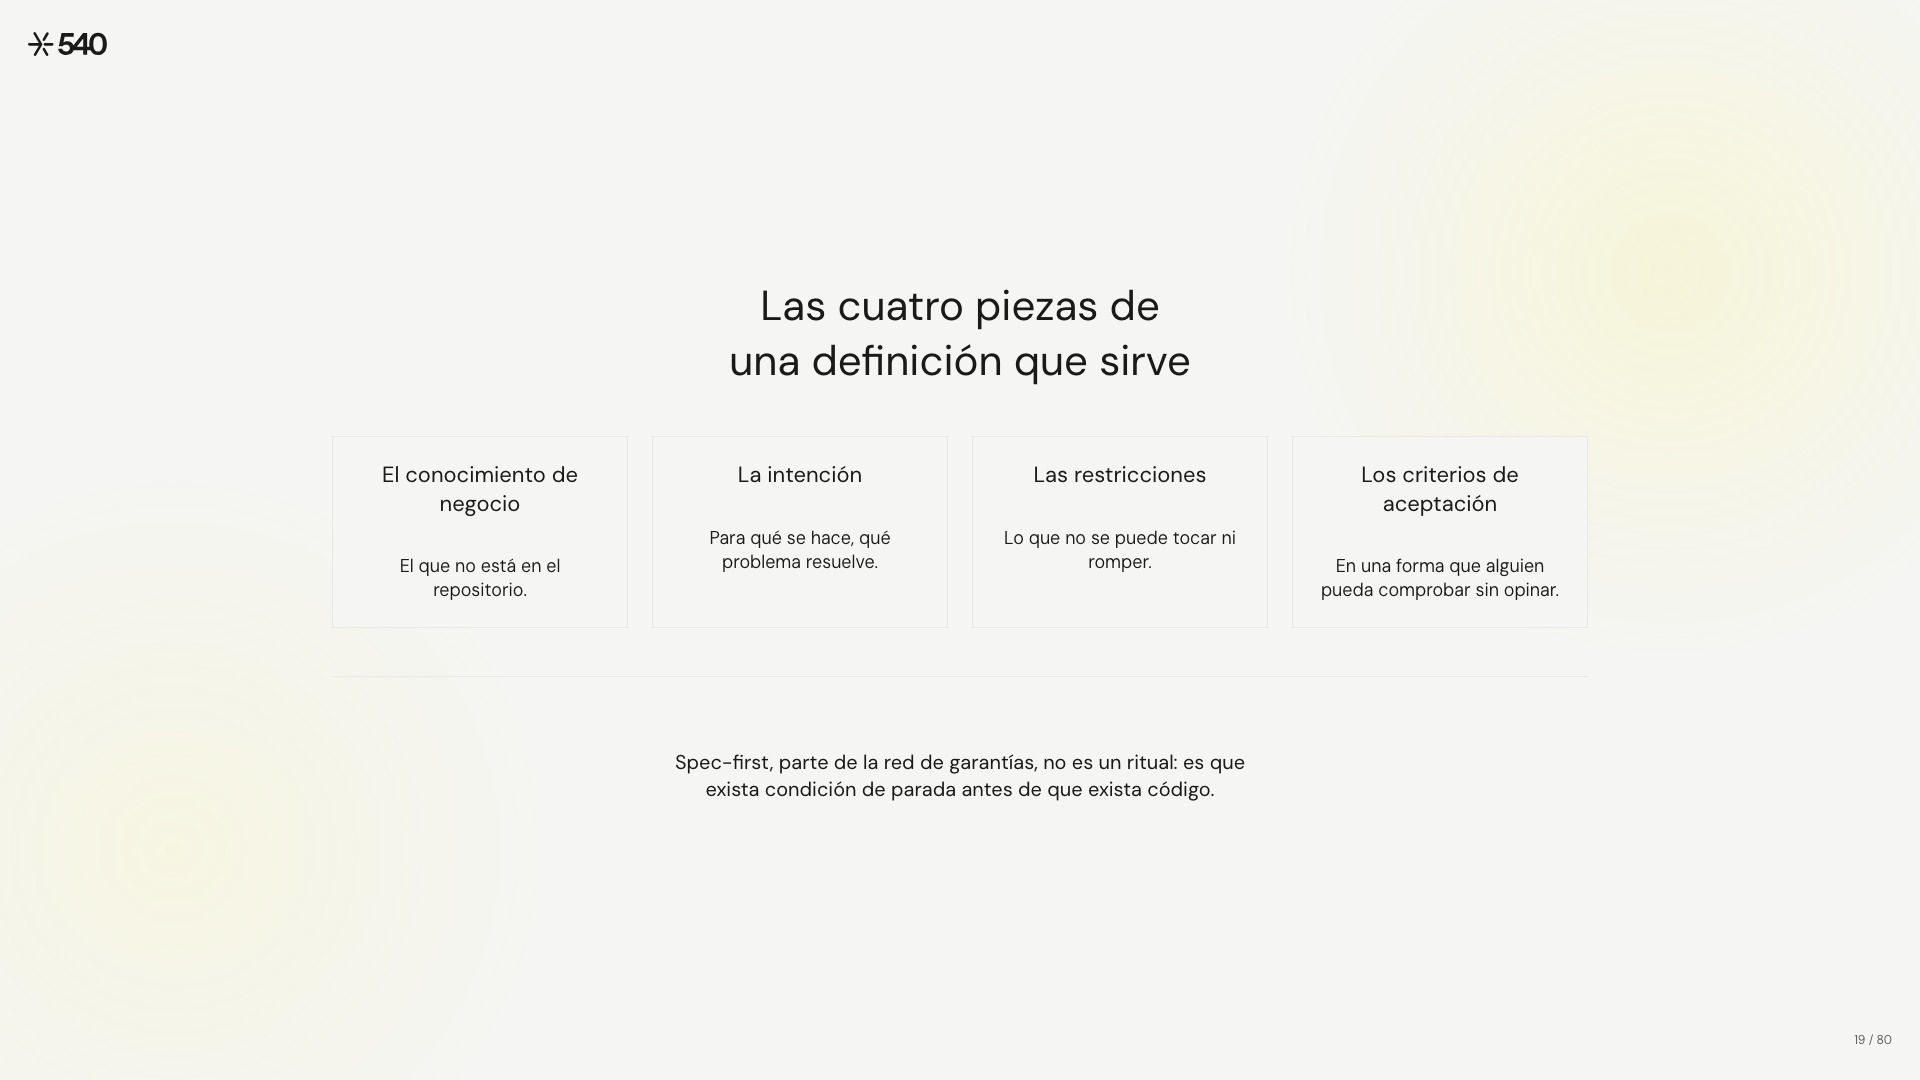 540
Las cuatro piezas de
una definición que sirve
El conocimiento de
negocio
El que no está en el
repositorio.
La intención
Para qué se hace, qué
problema resuelve.
Las restricciones
Lo que no se puede tocar ni
romper.
Los criterios de
aceptación
En una forma que alguien
pueda comprobar sin opinar.
Spec-first, parte de la red de garantías, no es un ritual: es que
exista condición de parada antes de que exista código.
19 / 80